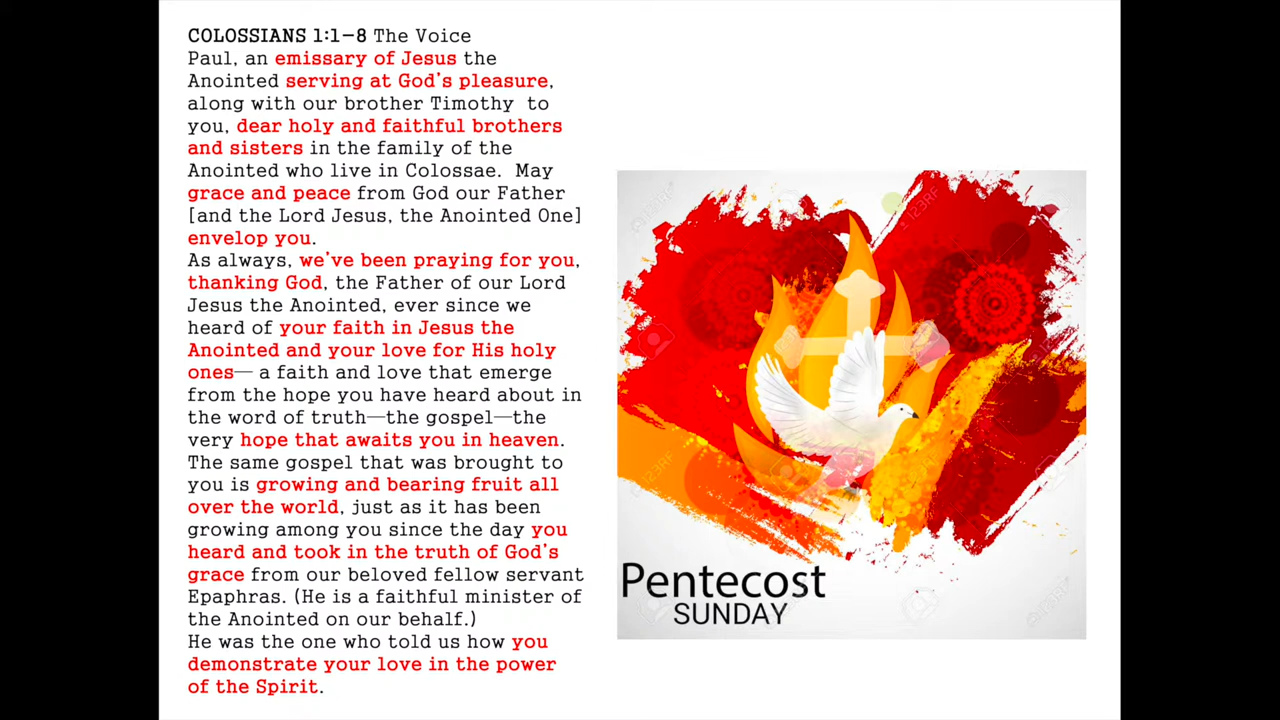 COLOSSIANS 1:1–8 The Voice
Paul, an emissary of Jesus the
Anointed serving at God's pleasure,
along with our brother Timothy to
you, dear holy and faithful brothers
and sisters in the family of the
Anointed who live in Colossae. May
grace and peace from God our Father
[and the Lord Jesus, the Anointed One]
envelop you.
As always, we've been praying for you,
thanking God, the Father of our Lord
Jesus the Anointed, ever since we
heard of your faith in Jesus the
Anointed and your love for His holy
ones— a faith and love that emerge
from the hope you have heard about in
the word of truth—the gospel—the
very hope that awaits you in heaven.
The same gospel that was brought to
you is growing and bearing fruit all
over the world, just as it has been
growing among you since the day you
heard and took in the truth of God's
grace from our beloved fellow servant
Epaphras. (He is a faithful minister of
the Anointed on our behalf.)
He was the one who told us how you
demonstrate your love in the power
of the Spirit.
Pentecost
SUNDAY
123RF
123RF
123RF
123RF